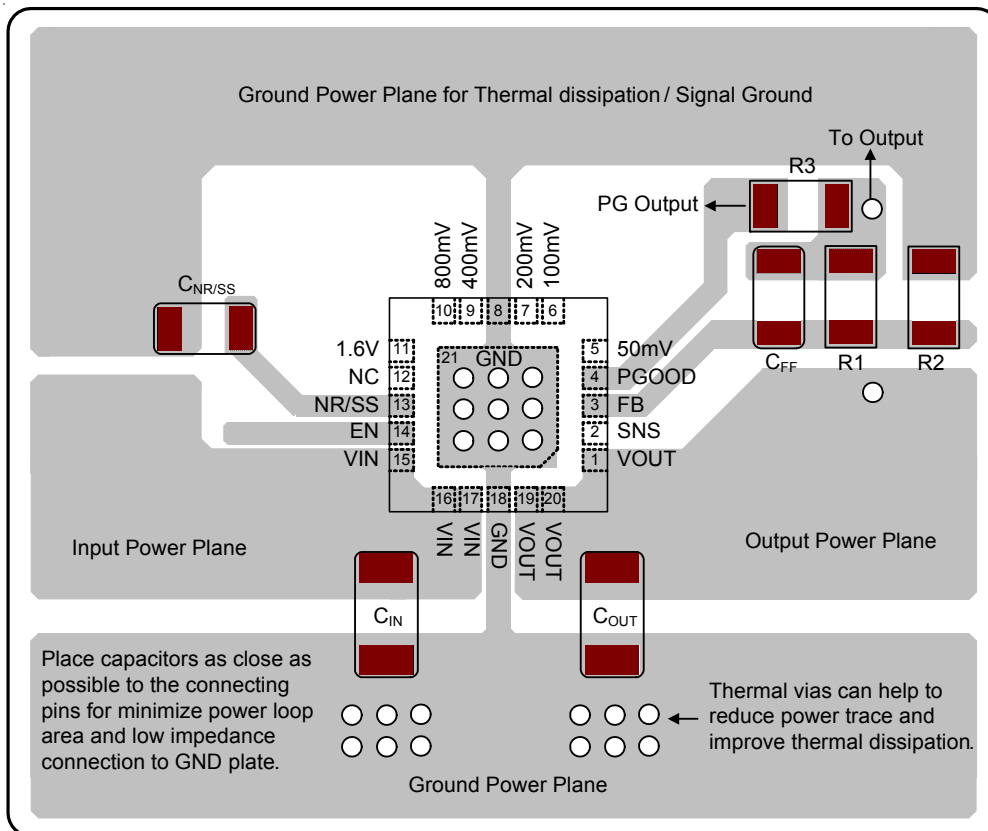 Ground Power Plane for Thermal dissipation / Signal Ground
To Output
R3
PG Output
800mV
400mV
200mV
100mV
CNR/SS
10
9
8
7
6
1.6V
11
NC
12
NR/SS
13
EN
14
VIN
15
21
GND
5
50mV
4
PGOOD
3
FB
2
SNS
1
VOUT
CFF
R1
R2
16
17
18
19
20
VIN
VIN
GND
VOUT
VOUT
Input Power Plane
Output Power Plane
CIN
COUT
Place capacitors as close as
possible to the connecting
pins for minimize power loop
area and low impedance
connection to GND plate.
Thermal vias can help to
reduce power trace and
improve thermal dissipation.
Ground Power Plane